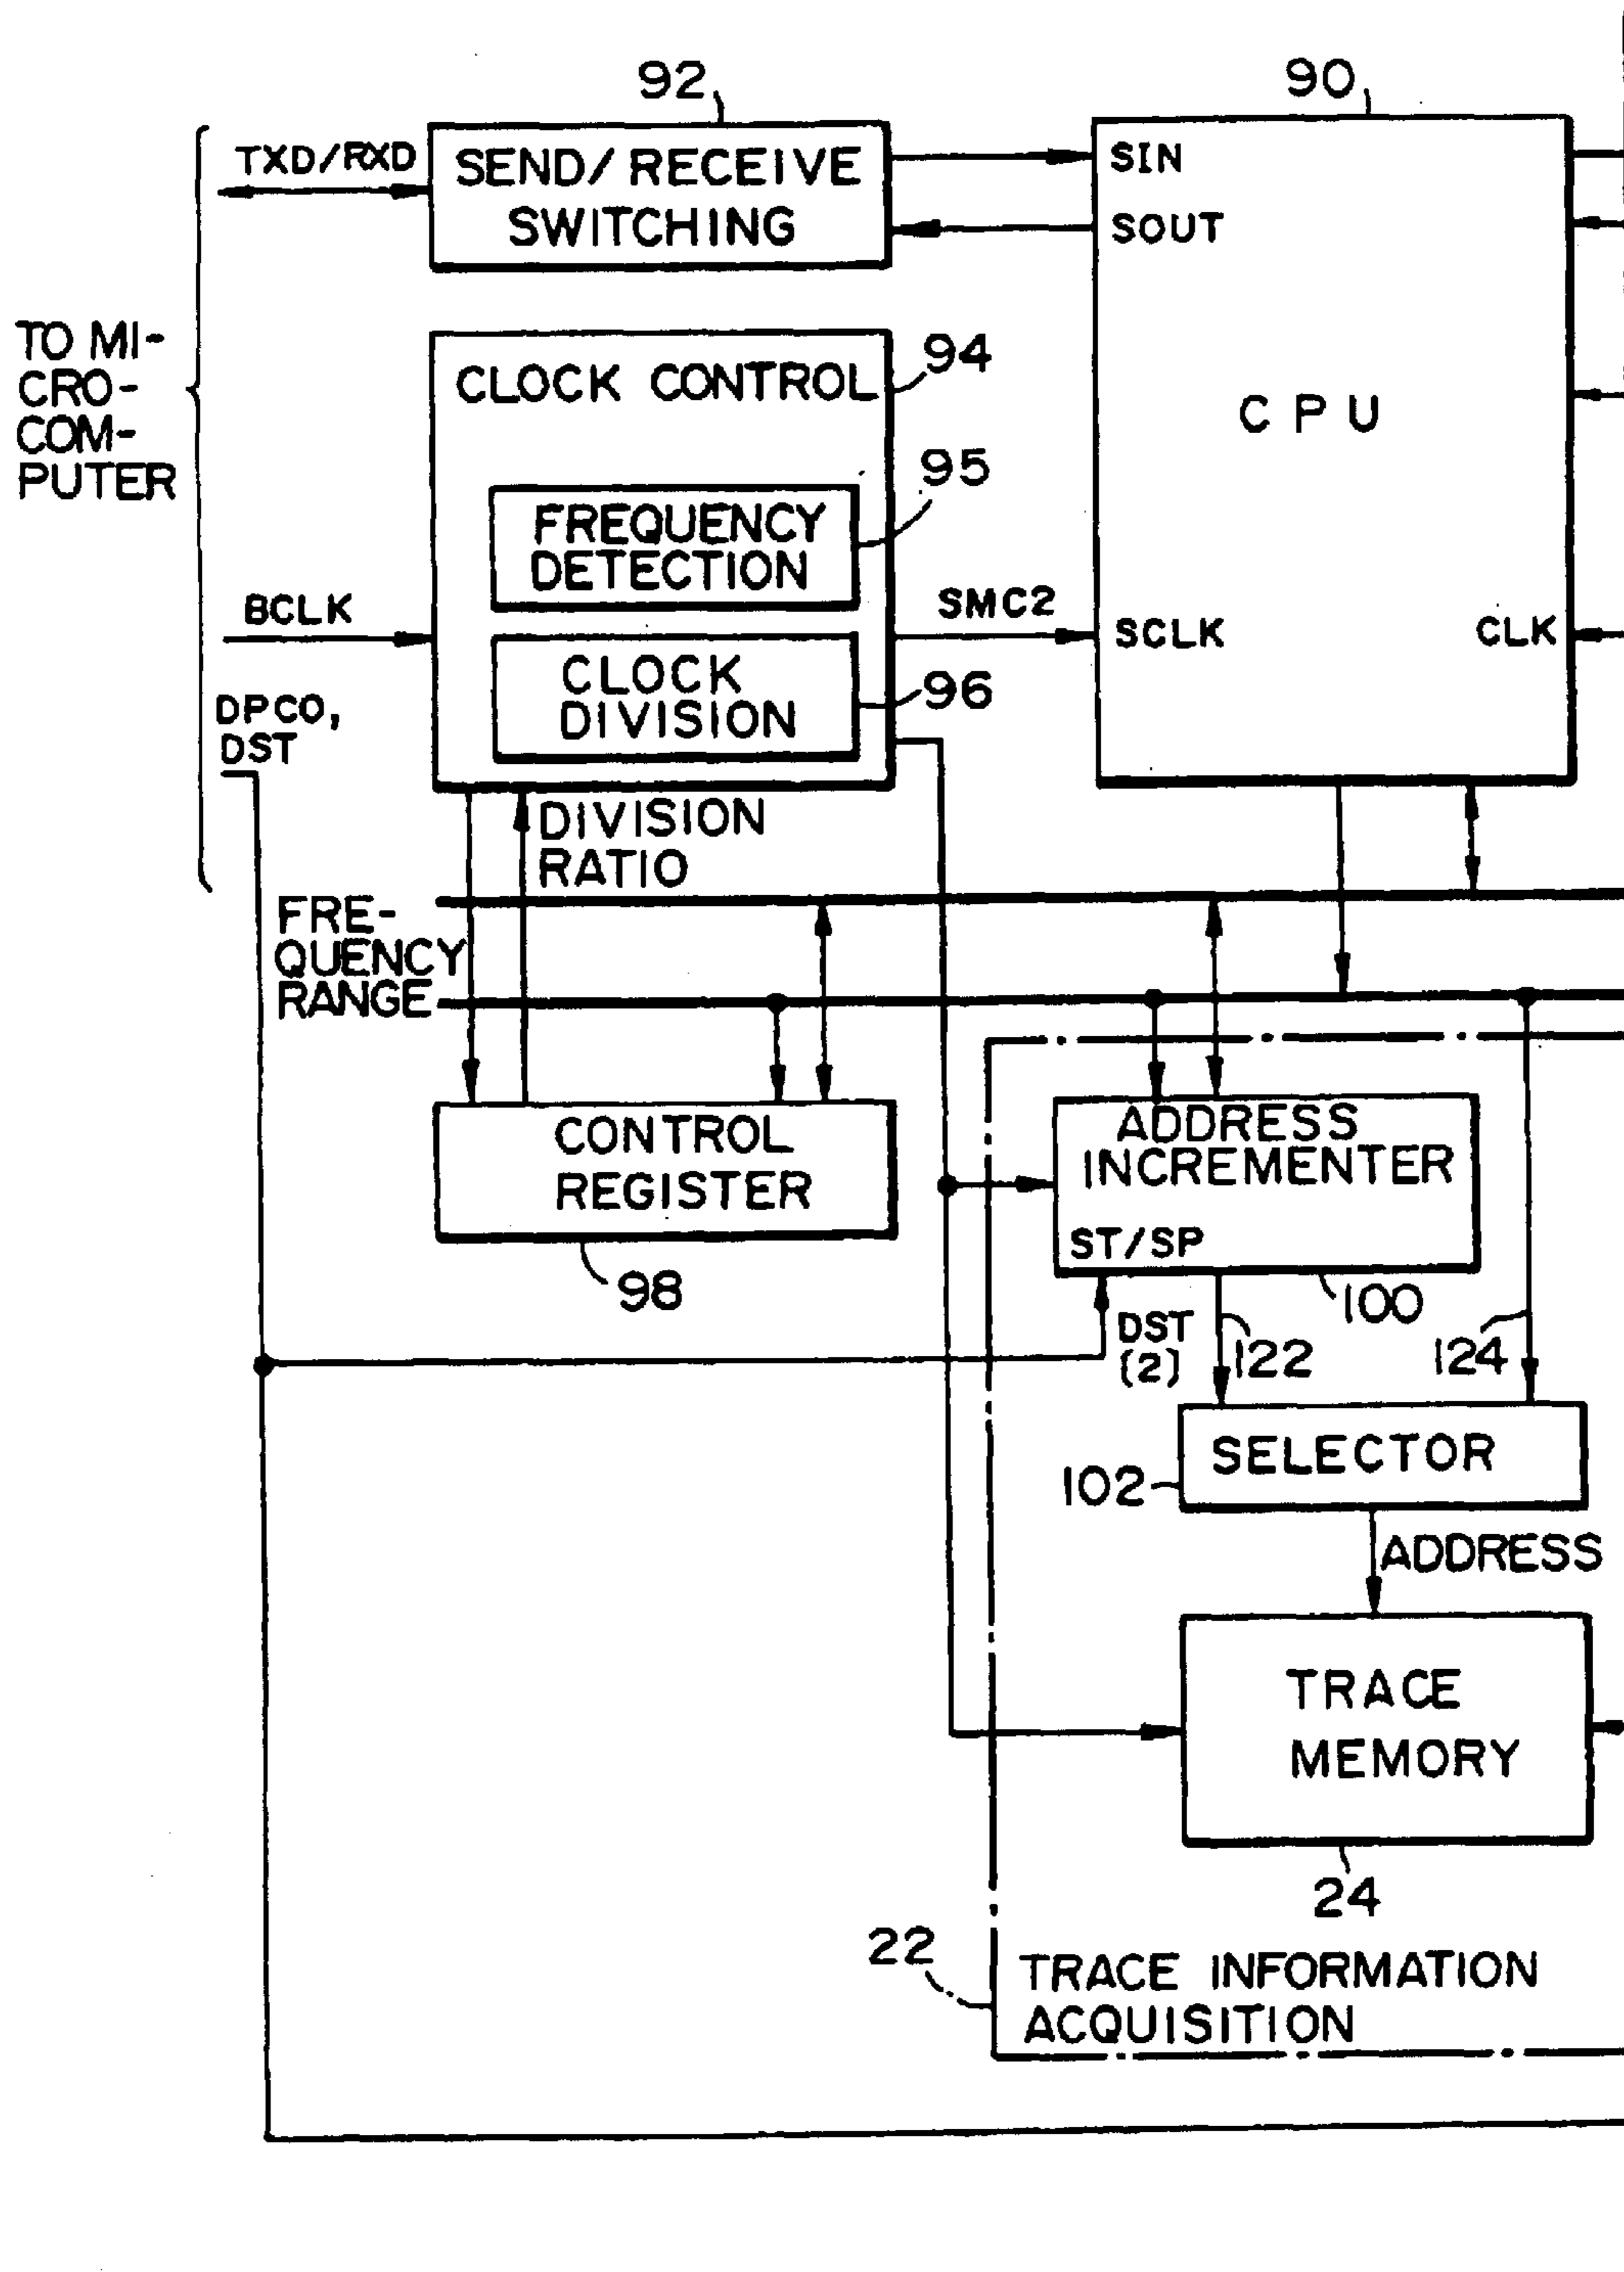 92
90
TXD/RXD
SEND/RECEIVE
SWITCHING
SIN
SOUT
TO MI-
CRO-
COM-
PUTER
CLOCK CONTROL
94
CPU
95
FREQUENCY
DETECTION
BCLK
SMC2
SCLK
CLK
CLOCK
DIVISION
96
DPCO,
DST
DIVISION
RATIO
FRE-
QUENCY
RANGE
CONTROL
REGISTER
98
ADDRESS
INCREMENTER
ST/SP
100
DST
(2)
122
124
SELECTOR
102
ADDRESS
TRACE
MEMORY
24
22
TRACE INFORMATION
ACQUISITION